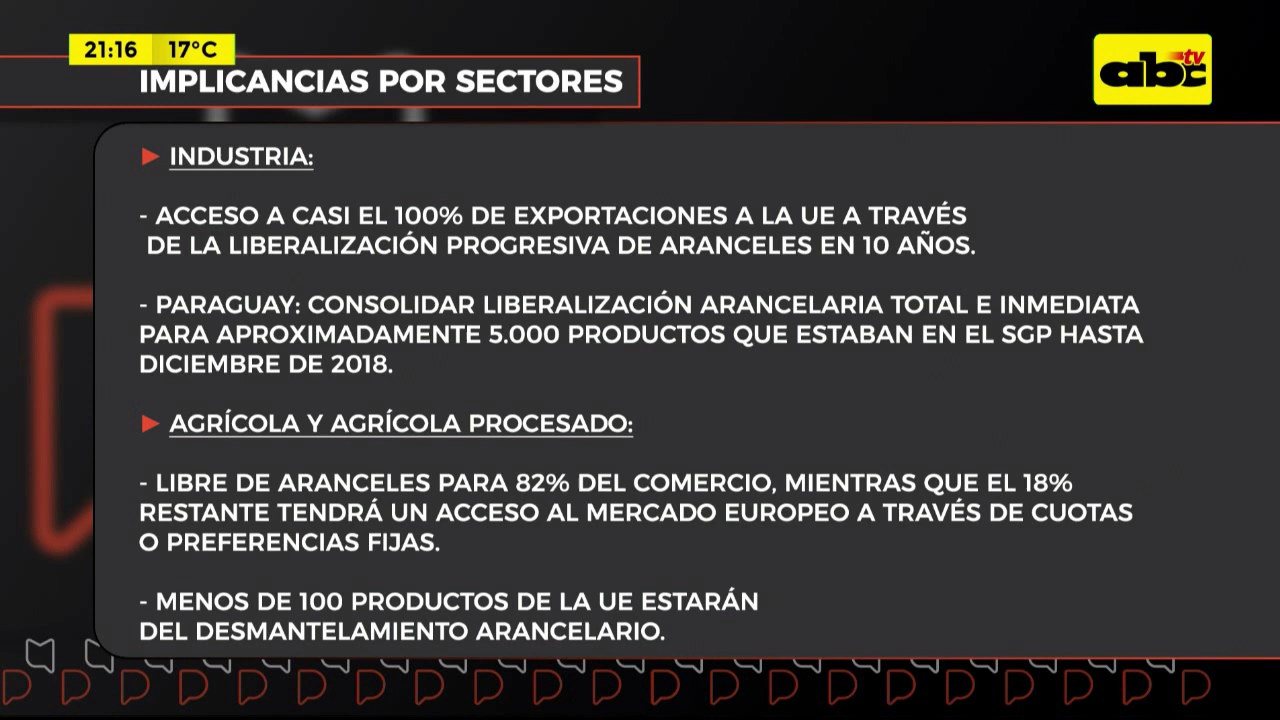 21:16 17°C
IMPLICANCIAS POR SECTORES
abc tv
► INDUSTRIA:
- ACCESO A CASI EL 100% DE EXPORTACIONES A LA UE A TRAVÉS
DE LA LIBERALIZACIÓN PROGRESIVA DE ARANCELES EN 10 AÑOS.
- PARAGUAY: CONSOLIDAR LIBERALIZACIÓN ARANCELARIA TOTAL E INMEDIATA
PARA APROXIMADAMENTE 5.000 PRODUCTOS QUE ESTABAN EN EL SGP HASTA
DICIEMBRE DE 2018.
► AGRÍCOLA Y AGRÍCOLA PROCESADO:
- LIBRE DE ARANCELES PARA 82% DEL COMERCIO, MIENTRAS QUE EL 18%
RESTANTE TENDRÁ UN ACCESO AL MERCADO EUROPEO A TRAVÉS DE CUOTAS
O PREFERENCIAS FIJAS.
- MENOS DE 100 PRODUCTOS DE LA UE ESTARÁN
DEL DESMANTELAMIENTO ARANCELARIO.